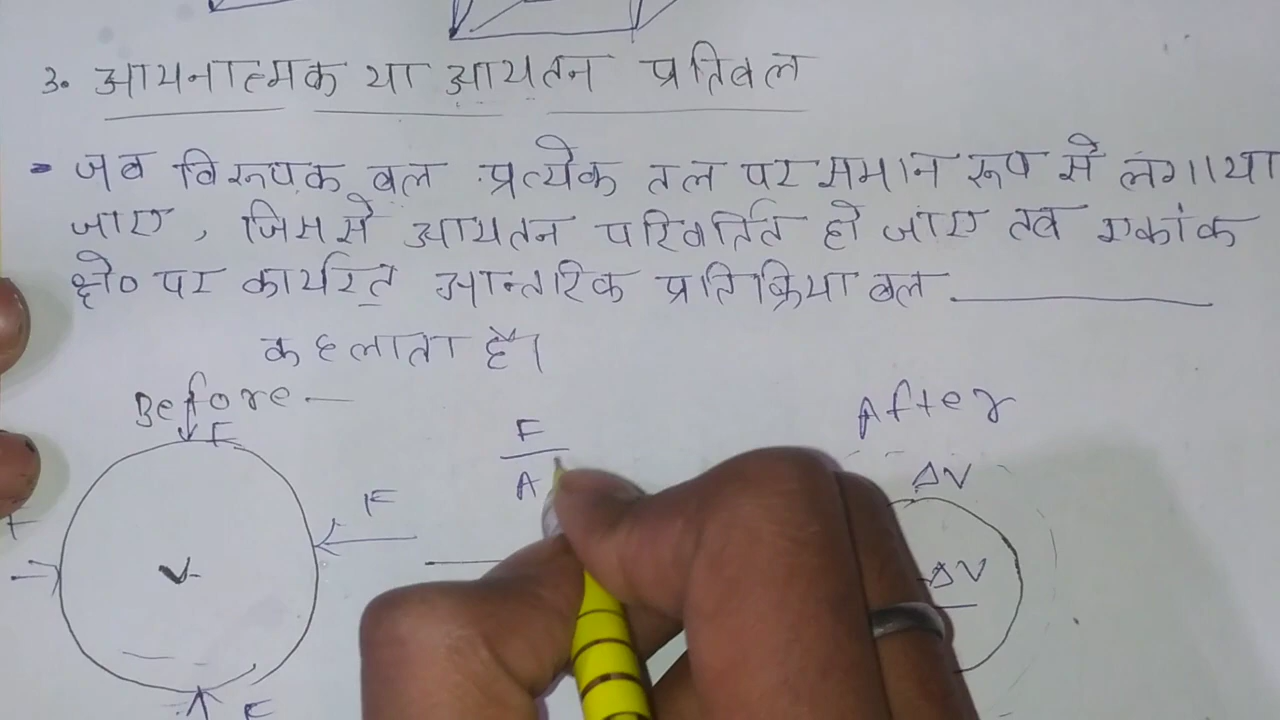 3. आयनात्मक या आयतन प्रतिबल
जब विरूपक बल प्रत्येक तल पर समान रूप से लगाया
जाए, जिससे आयतन परिवर्तित हो जाए तब एकांक
क्षे० पर कार्यरत आन्तरिक प्रतिक्रिया बल
कहलाता है।
Before
After
F
F
F
A
V
F
ΔV
ΔV